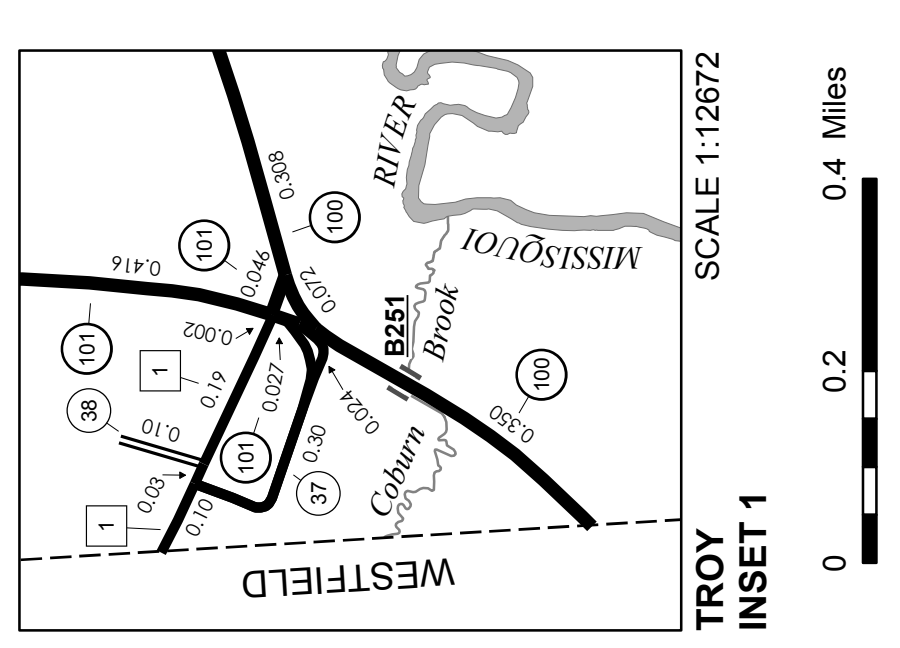 0.308
100
RIVER
MISSISQUOI
101
0.046
0.416
0.072
101
0.002
1
0.19
0.027
38
0.10
101
B251
Brook
0.024
0.30
37
Coburn
100
0.350
0.03
1
0.10
WESTFIELD
TROY
INSET 1
SCALE 1:12672
0 0.2 0.4 Miles